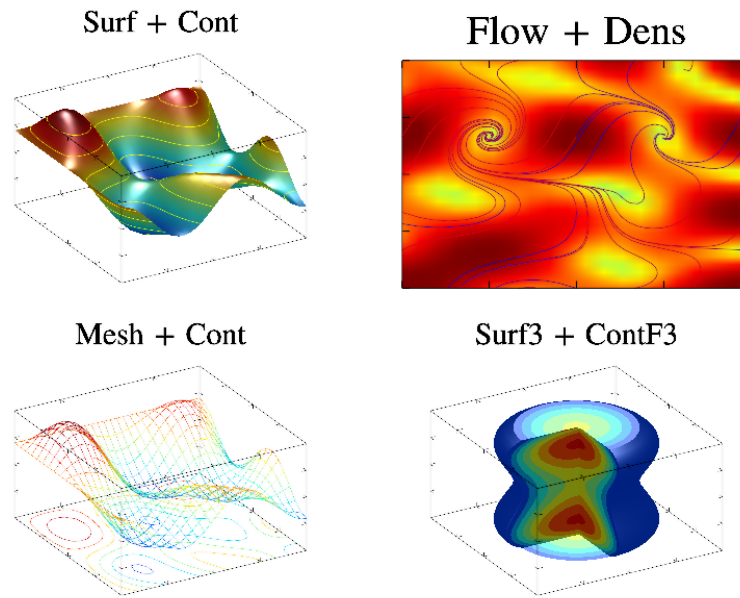 Surf + Cont
Flow + Dens
Mesh + Cont
Surf3 + ContF3